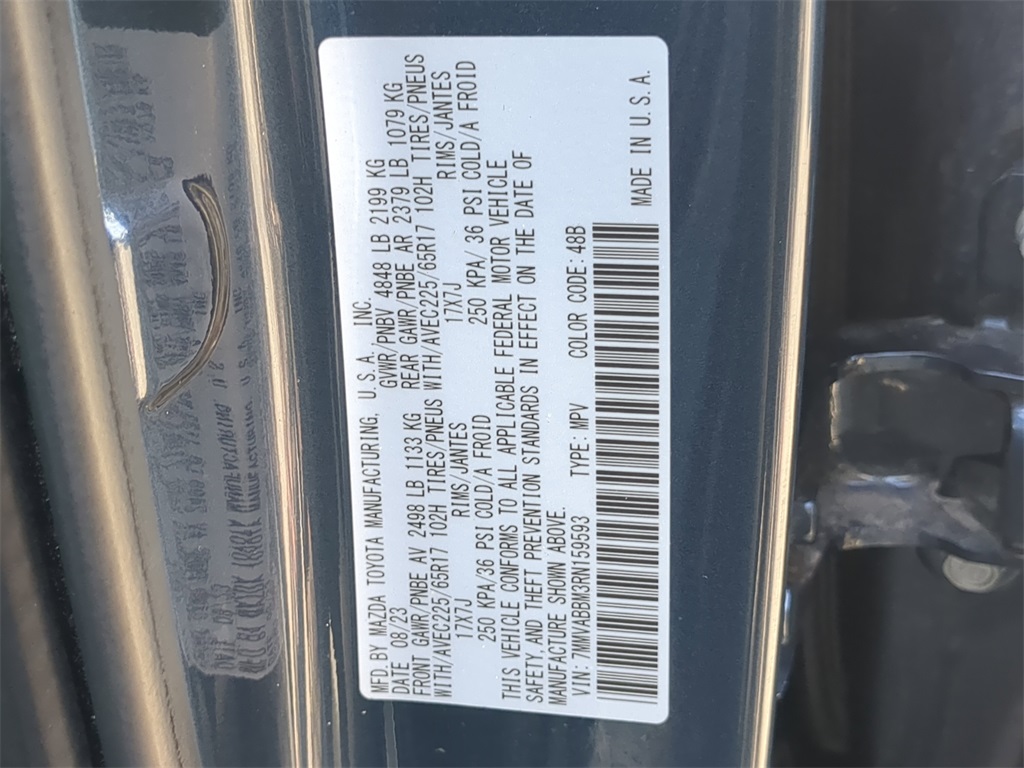 MFD.BY MAZDA TOYOTA MANUFACTURING, U.S.A., INC.
DATE 08/23 GVWR/PNBV 4848 LB 2199 KG
FRONT GAWR/PNBE AV 2498 LB 1133 KG REAR GAWR/PNBE AR 2379 LB 1079 KG
WITH/AVEC225/65R17 102H TIRES/PNEUS WITH/AVEC225/65R17 102H TIRES/PNEUS
17X7J RIMS/JANTES 17X7J RIMS/JANTES
250 KPA/36 PSI COLD/A FROID 250 KPA/ 36 PSI COLD/A FROID
THIS VEHICLE CONFORMS TO ALL APPLICABLE FEDERAL MOTOR VEHICLE
SAFETY, AND THEFT PREVENTION STANDARDS IN EFFECT ON THE DATE OF
MANUFACTURE SHOWN ABOVE.
VIN: 7MMVABBM3RN159593 TYPE: MPV COLOR CODE: 48B
MADE IN U.S.A.